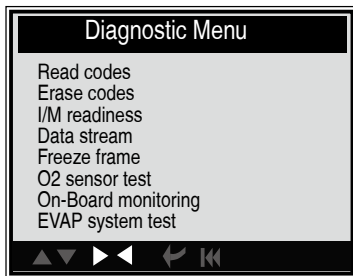 Diagnostic Menu
Read codes
Erase codes
I/M readiness
Data stream
Freeze frame
O2 sensor test
On-Board monitoring
EVAP system test